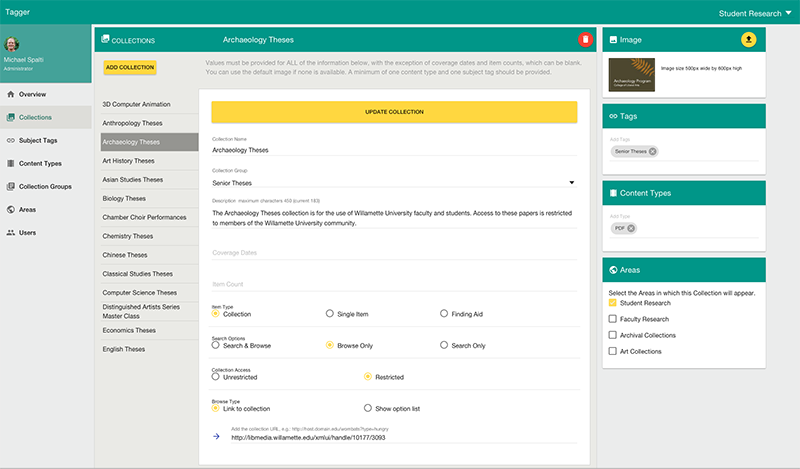 Tagger
Student Research
Michael Spalti
Administrator
Overview
Collections
Subject Tags
Content Types
Collection Groups
Areas
Users
COLLECTIONS
Archaeology Theses
ADD COLLECTION
Values must be provided for ALL of the information below, with the exception of coverage dates and item counts, which can be blank.
You can use the default image if none is available. A minimum of one content type and one subject tag should be provided.
3D Computer Animation
Anthropology Theses
Archaeology Theses
Art History Theses
Asian Studies Theses
Biology Theses
Chamber Choir Performances
Chemistry Theses
Chinese Theses
Classical Studies Theses
Computer Science Theses
Distinguished Artists Series
Master Class
Economics Theses
English Theses
UPDATE COLLECTION
Collection Name
Archaeology Theses
Collection Group
Senior Theses
Description maximum characters 450 (current 183)
The Archaeology Theses collection is for the use of Willamette University faculty and students. Access to these papers is restricted
to members of the Willamette University community.
Coverage Dates
Item Count
Item Type
Collection Single Item Finding Aid
Search Options
Search & Browse Browse Only Search Only
Collection Access
Unrestricted Restricted
Browse Type
Link to collection Show option list
Add the collection URL, e.g.: http://host.domain.edu/wombats?type=hungry
http://libmedia.willamette.edu/xmlui/handle/10177/3093
Image
Archaeology Program
College of Liberal Arts
Image size 500px wide by 600px high
Tags
Add Tags
Senior Theses
Content Types
Add Type
PDF
Areas
Select the Areas in which this Collection will appear.
Student Research
Faculty Research
Archival Collections
Art Collections